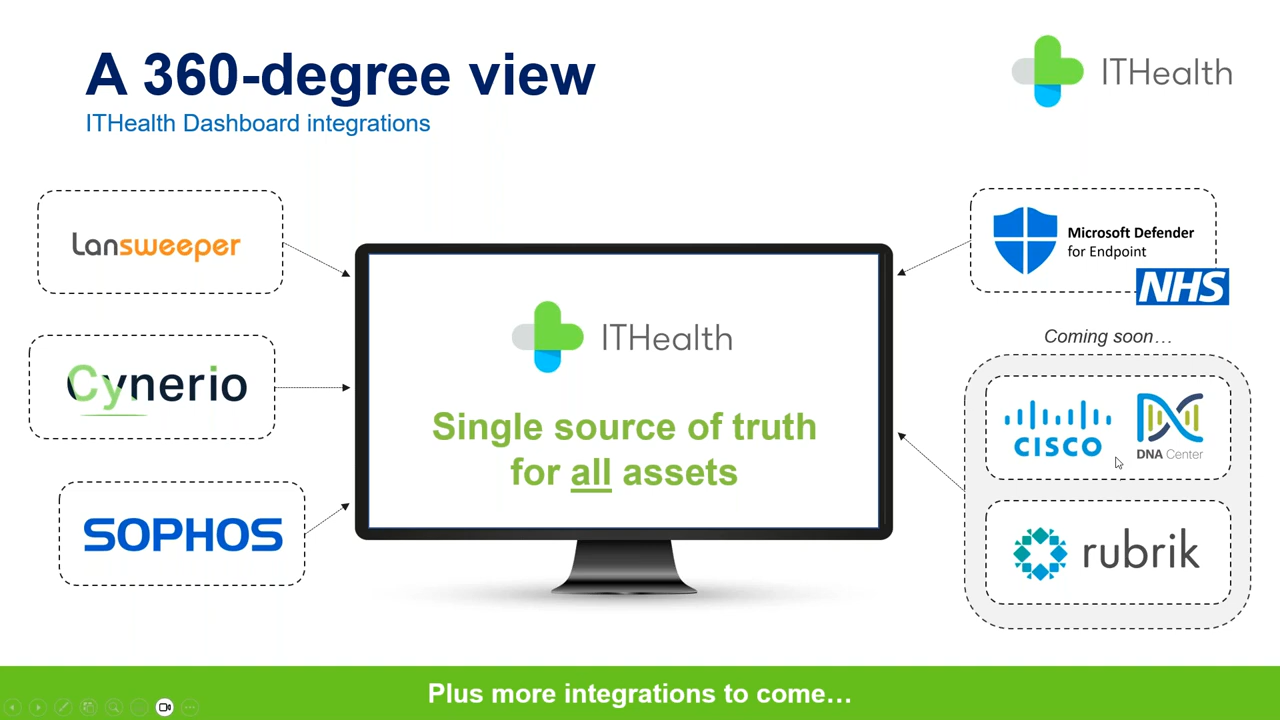 A 360-degree view
ITHealth Dashboard integrations
ITHealth
Lansweeper
Cynerio
SOPHOS
ITHealth
Single source of truth
for all assets
Microsoft Defender
for Endpoint
NHS
Coming soon…
CISCO
DNA Center
rubrik
Plus more integrations to come…